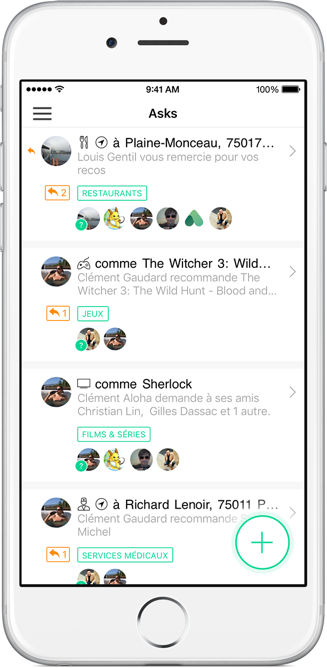 9:41 AM 100%
Asks
à Plaine-Monceau, 75017...
Louis Gentil vous remercie pour vos
recos
2 RESTAURANTS
?
comme The Witcher 3: Wild...
Clément Gaudard recommande The
Witcher 3: The Wild Hunt - Blood and...
1 JEUX
?
comme Sherlock
Clément Aloha demande à ses amis
Christian Lin, Gilles Dassac et 1 autre.
FILMS & SÉRIES
?
à Richard Lenoir, 75011 P...
Clément Gaudard recommande
Michel
1 SERVICES MÉDICAUX
?